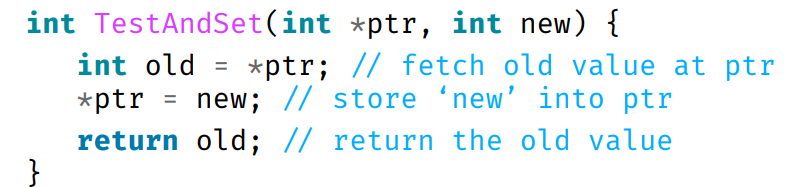 int TestAndSet(int *ptr, int new) {
int old = *ptr; // fetch old value at ptr
*ptr = new; // store ‘new’ into ptr
return old; // return the old value
}